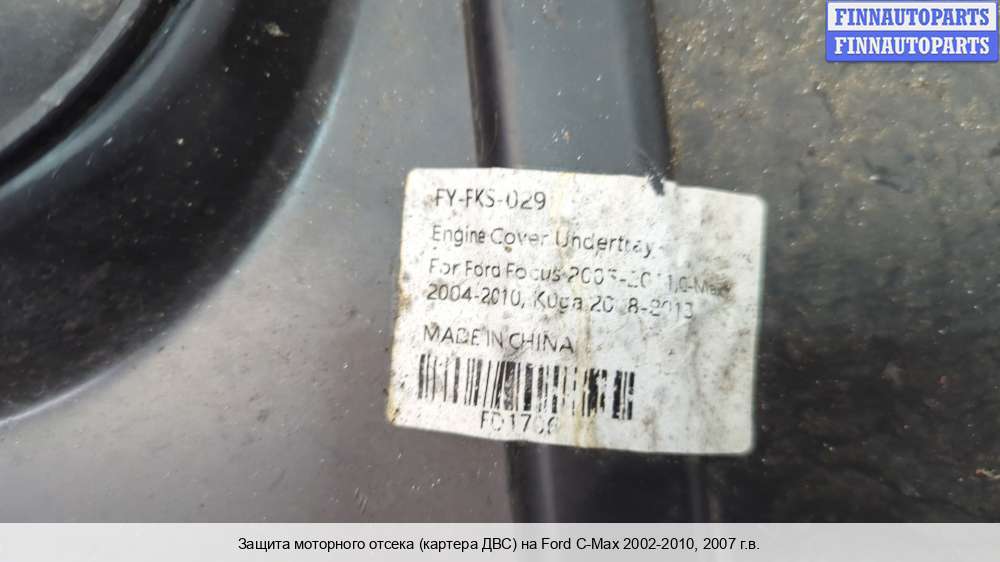 FINNAUTOPARTS
FINNAUTOPARTS
FY-FKS-029
Engine Cover Undertray
For Ford Focus
2004-2010, Kuga
MADE IN CHINA
Защита моторного отсека (картера ДВС) на Ford C-Max 2002-2010, 2007 г.в.